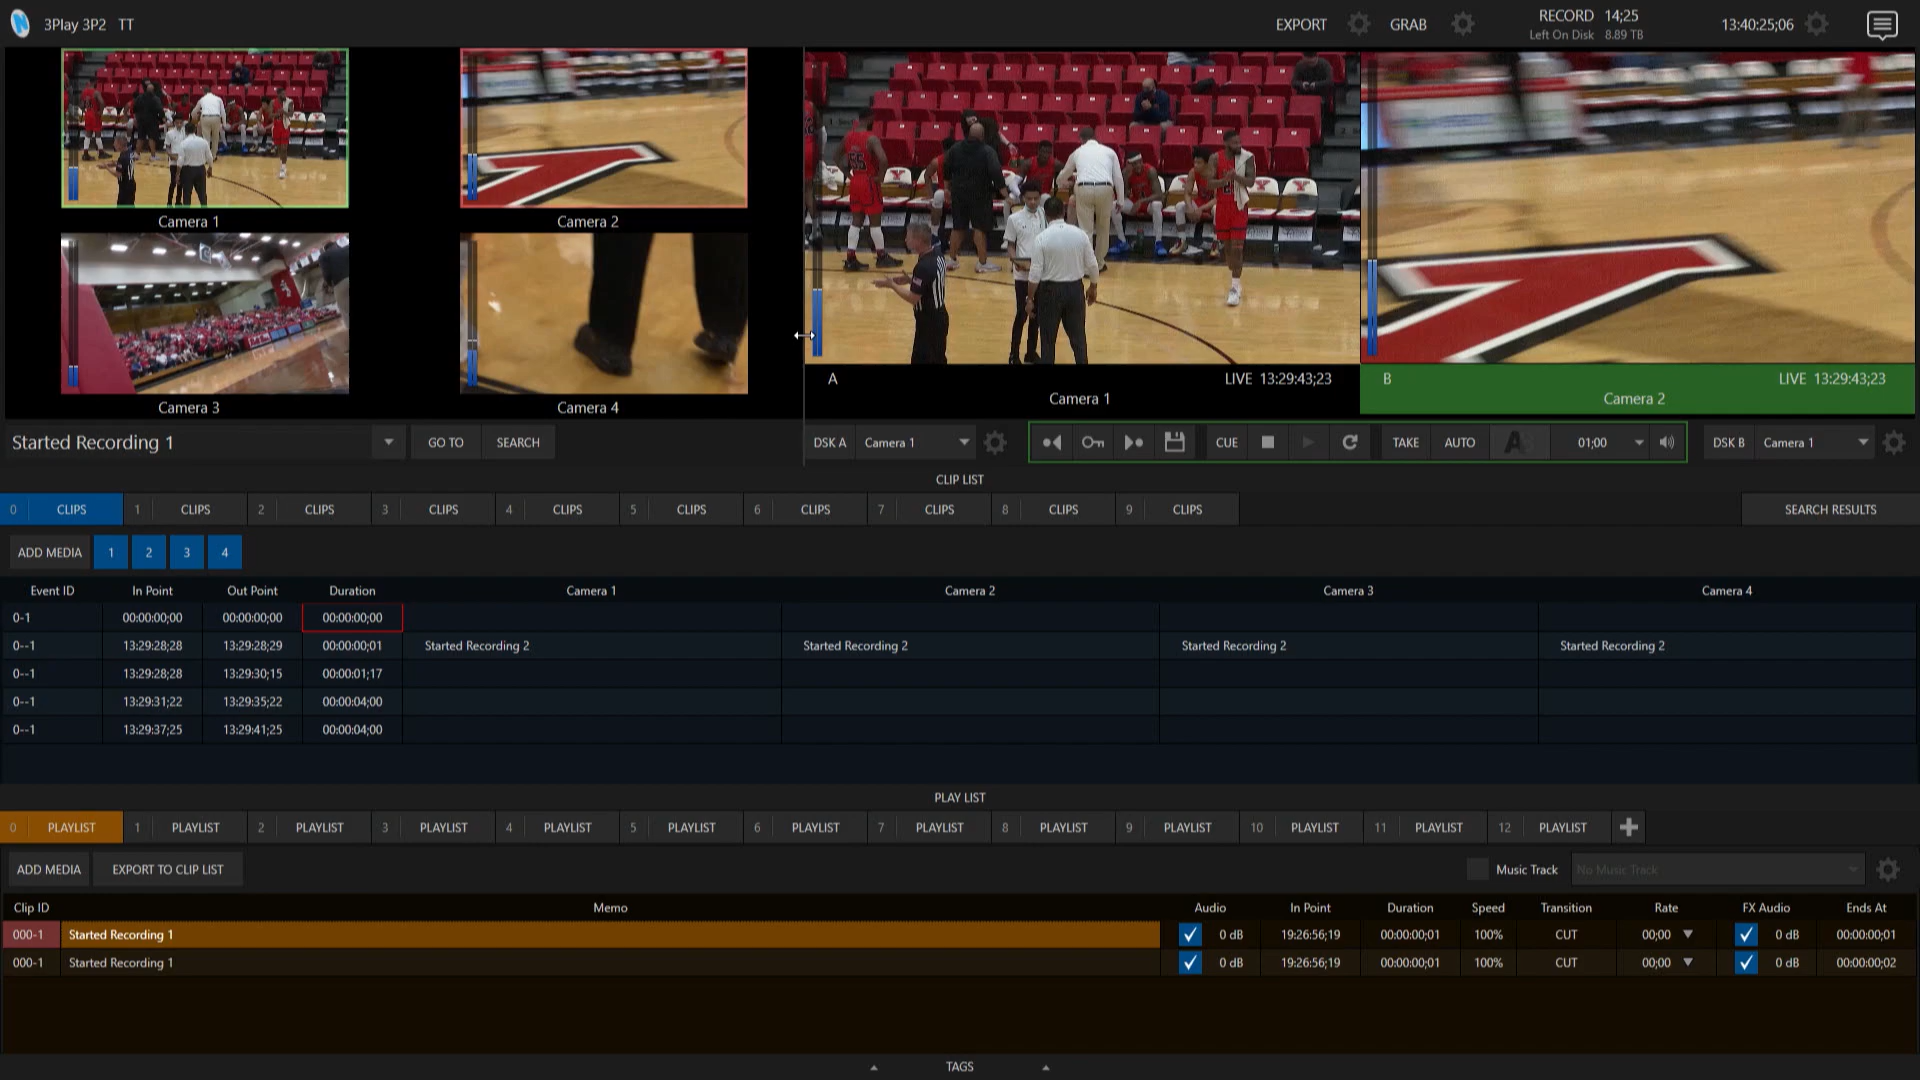 3Play 3P2 TT
EXPORT GRAB RECORD 14;25 13:40:25;06
Left On Disk 8.89 TB
Camera 1
Camera 2
Camera 3
Camera 4
A LIVE 13:29:43;23
Camera 1
B LIVE 13:29:43;23
Camera 2
Started Recording 1 GO TO SEARCH
DSK A Camera 1 CUE TAKE AUTO 01;00 DSK B Camera 1
CLIP LIST
0 CLIPS 1 CLIPS 2 CLIPS 3 CLIPS 4 CLIPS 5 CLIPS 6 CLIPS 7 CLIPS 8 CLIPS 9 CLIPS SEARCH RESULTS
ADD MEDIA 1 2 3 4
Event ID In Point Out Point Duration Camera 1 Camera 2 Camera 3 Camera 4
0-1 00:00:00;00 00:00:00;00 00:00:00;00
0--1 13:29:28;28 13:29:28;29 00:00:00;01 Started Recording 2 Started Recording 2 Started Recording 2 Started Recording 2
0--1 13:29:28;28 13:29:30;15 00:00:01;17
0--1 13:29:31;22 13:29:35;22 00:00:04;00
0--1 13:29:37;25 13:29:41;25 00:00:04;00
PLAY LIST
0 PLAYLIST 1 PLAYLIST 2 PLAYLIST 3 PLAYLIST 4 PLAYLIST 5 PLAYLIST 6 PLAYLIST 7 PLAYLIST 8 PLAYLIST 9 PLAYLIST 10 PLAYLIST 11 PLAYLIST 12 PLAYLIST
ADD MEDIA EXPORT TO CLIP LIST Music Track No Music Track
Clip ID Memo Audio In Point Duration Speed Transition Rate FX Audio Ends At
000-1 Started Recording 1 0 dB 19:26:56;19 00:00:00;01 100% CUT 00;00 0 dB 00:00:00;01
000-1 Started Recording 1 0 dB 19:26:56;19 00:00:00;01 100% CUT 00;00 0 dB 00:00:00;02
TAGS